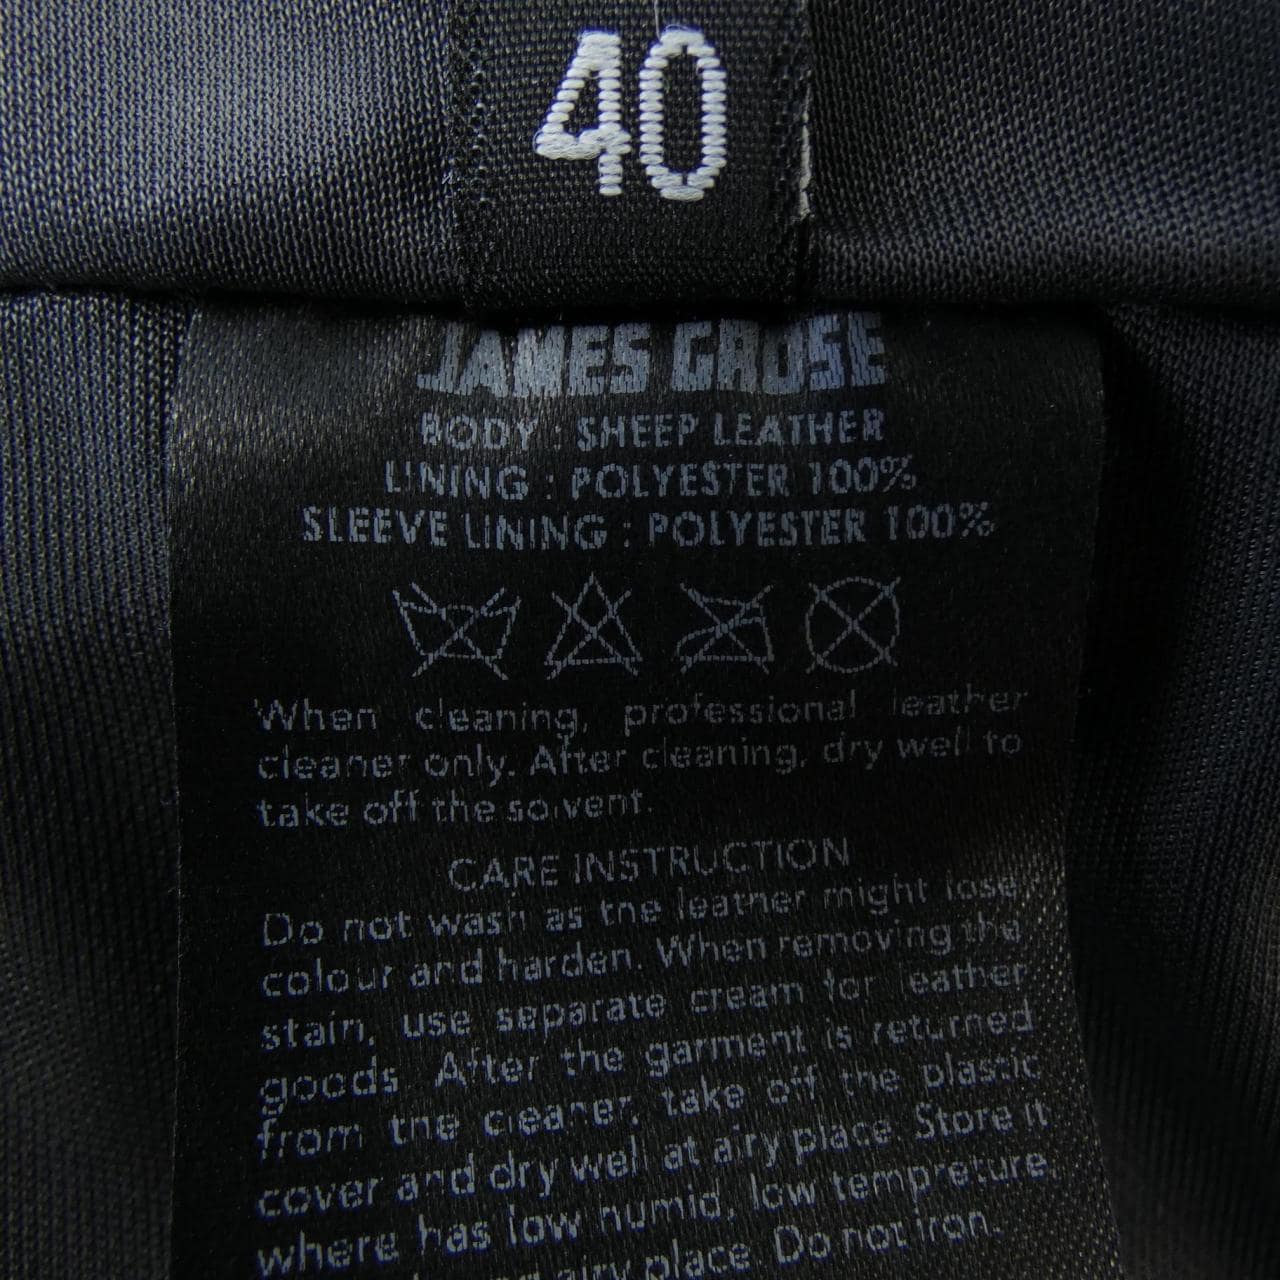 40
JAMES GROSE
BODY : SHEEP LEATHER
LINING : POLYESTER 100%
SLEEVE LINING : POLYESTER 100%
When cleaning, professional leather
cleaner only. After cleaning, dry well to
take off the solvent.
CARE INSTRUCTION
Do not wash as the leather might lose
colour and harden. When removing the
stain, use separate cream for leather
goods. After the garment is returned
from the cleaner, take off the plastic
cover and dry well at airy place. Store it
where has low humid, low tempreture,
airy place. Do not iron.